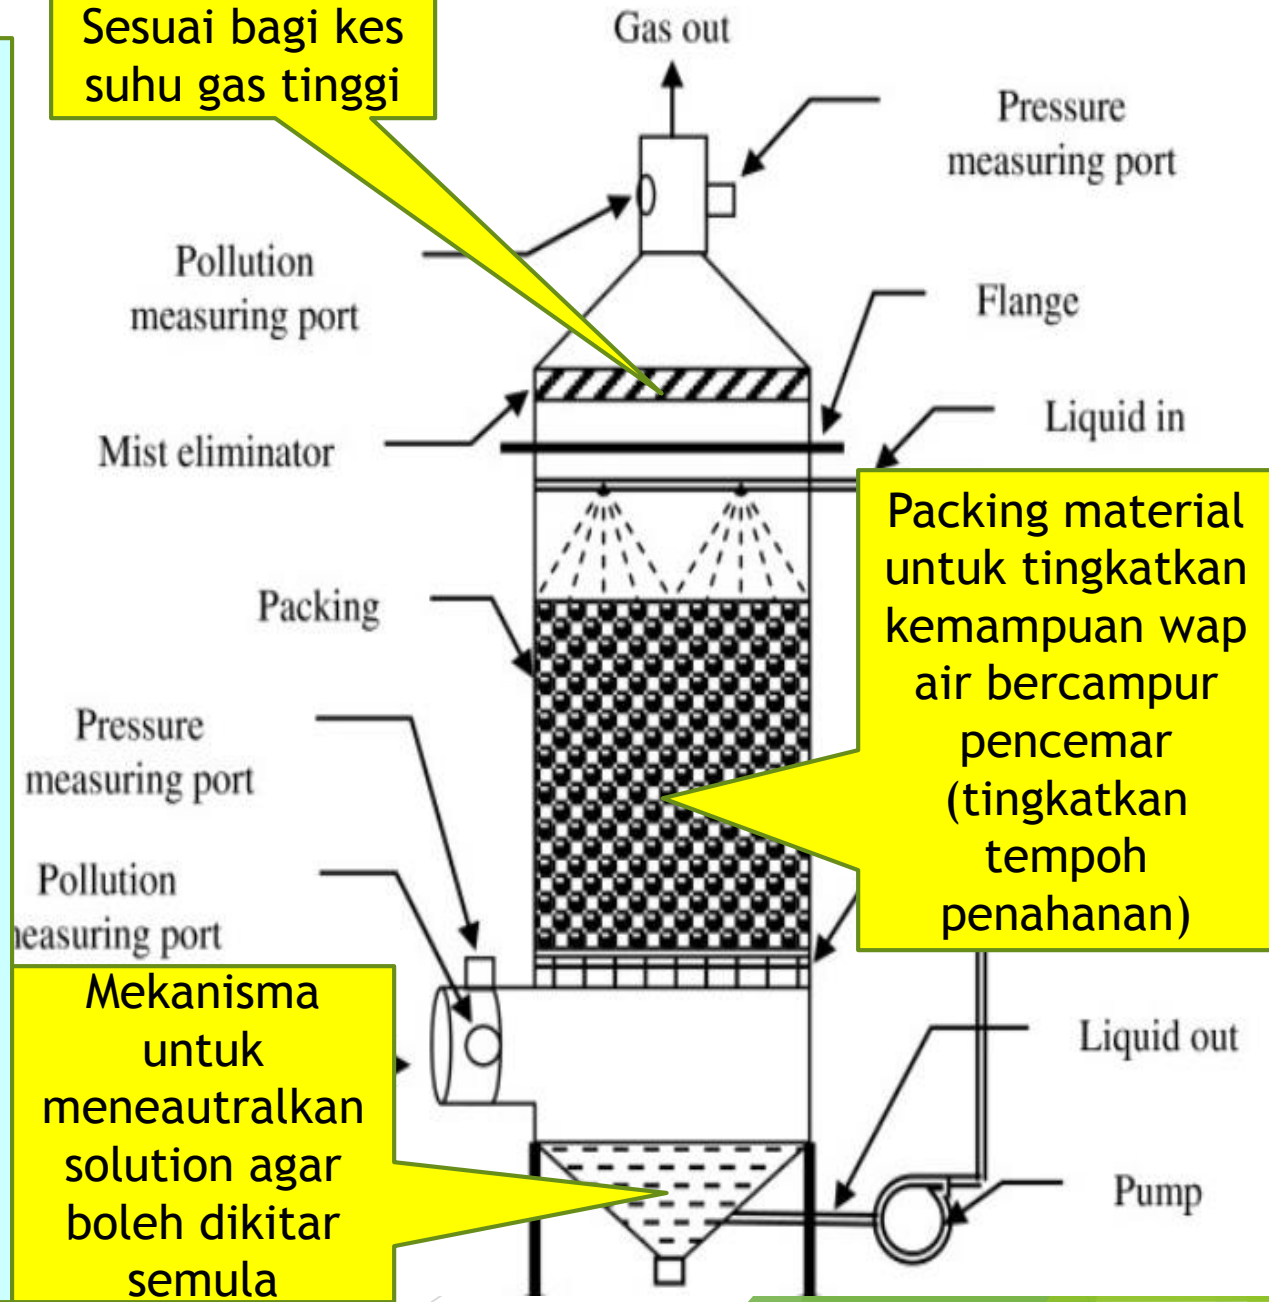 Sesuai bagi kes
suhu gas tinggi
Gas out
Pressure
measuring port
Pollution
measuring port
Flange
Liquid in
Mist eliminator
Packing material
untuk tingkatkan
kemampuan wap
air bercampur
pencemar
(tingkatkan
tempoh
penahanan)
Packing
Pressure
measuring port
Pollution
easuring port
Mekanisma
untuk
meneautralkan
solution agar
boleh dikitar
semula
Liquid out
Pump